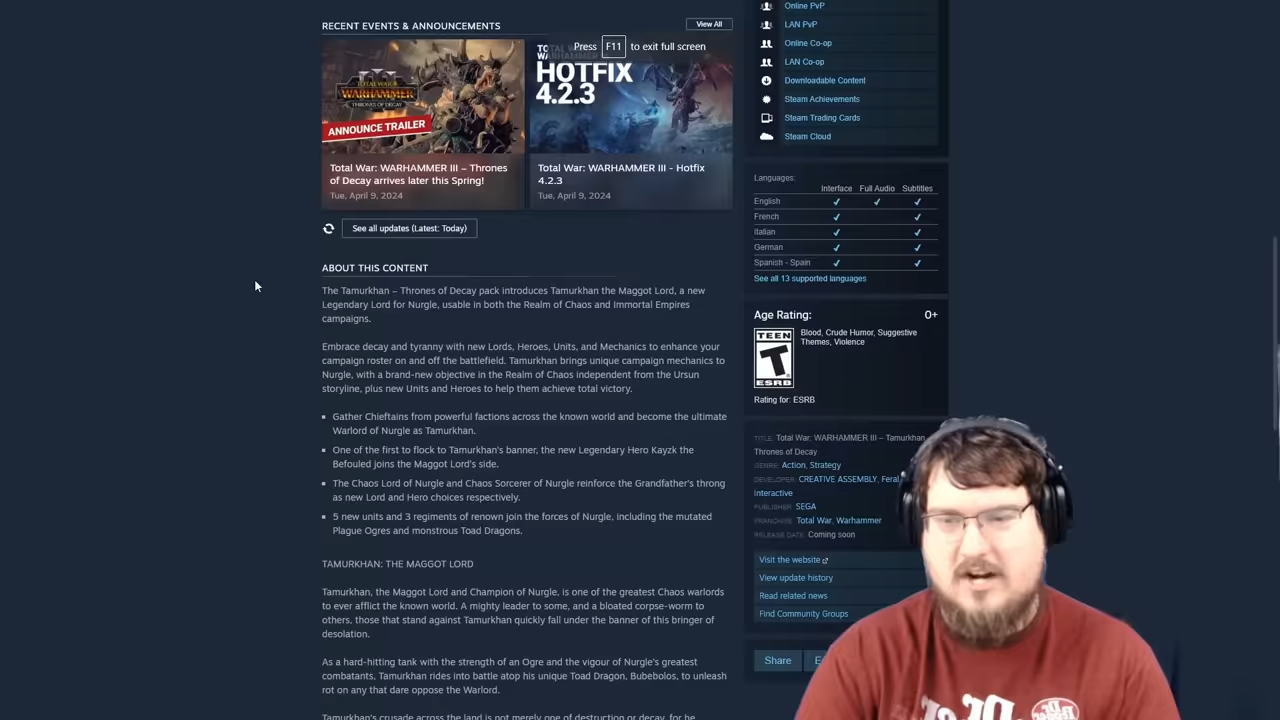 RECENT EVENTS & ANNOUNCEMENTS
View All
Press F11 to exit full screen
TOTAL WAR
WARHAMMER
III
THRONES OF DECAY
ANNOUNCE TRAILER
HOTFIX
4.2.3
Total War: WARHAMMER III – Thrones
of Decay arrives later this Spring!
Tue, April 9, 2024
Total War: WARHAMMER III - Hotfix
4.2.3
Tue, April 9, 2024
See all updates (Latest: Today)
ABOUT THIS CONTENT
The Tamurkhan – Thrones of Decay pack introduces Tamurkhan the Maggot Lord, a new
Legendary Lord for Nurgle, usable in both the Realm of Chaos and Immortal Empires
campaigns.
Embrace decay and tyranny with new Lords, Heroes, Units, and Mechanics to enhance your
campaign roster on and off the battlefield. Tamurkhan brings unique campaign mechanics to
Nurgle, with a brand-new objective in the Realm of Chaos independent from the Ursun
storyline, plus new Units and Heroes to help them achieve total victory.
Gather Chieftains from powerful factions across the known world and become the ultimate
Warlord of Nurgle as Tamurkhan.
One of the first to flock to Tamurkhan's banner, the new Legendary Hero Kayzk the
Befouled joins the Maggot Lord's side.
The Chaos Lord of Nurgle and Chaos Sorcerer of Nurgle reinforce the Grandfather's throng
as new Lord and Hero choices respectively.
5 new units and 3 regiments of renown join the forces of Nurgle, including the mutated
Plague Ogres and monstrous Toad Dragons.
TAMURKHAN: THE MAGGOT LORD
Tamurkhan, the Maggot Lord and Champion of Nurgle, is one of the greatest Chaos warlords
to ever afflict the known world. A mighty leader to some, and a bloated corpse-worm to
others, those that stand against Tamurkhan quickly fall under the banner of this bringer of
desolation.
As a hard-hitting tank with the strength of an Ogre and the vigour of Nurgle's greatest
combatants, Tamurkhan rides into battle atop his unique Toad Dragon, Bubebolos, to unleash
rot on any that dare oppose the Warlord.
Tamurkhan's crusade across the land is not merely one of destruction or decay, for he
Online PvP
LAN PvP
Online Co-op
LAN Co-op
Downloadable Content
Steam Achievements
Steam Trading Cards
Steam Cloud
Languages:
Interface Full Audio Subtitles
English ✔ ✔ ✔
French ✔ ✔
Italian ✔ ✔
German ✔ ✔
Spanish - Spain ✔ ✔
See all 13 supported languages
Age Rating: 0+
TEEN
T
ESRB
Blood, Crude Humor, Suggestive
Themes, Violence
Rating for: ESRB
TITLE: Total War: WARHAMMER III – Tamurkhan
Thrones of Decay
GENRE: Action, Strategy
DEVELOPER: CREATIVE ASSEMBLY, Feral
Interactive
PUBLISHER: SEGA
FRANCHISE: Total War, Warhammer
RELEASE DATE: Coming soon
Visit the website
View update history
Read related news
Find Community Groups
Share